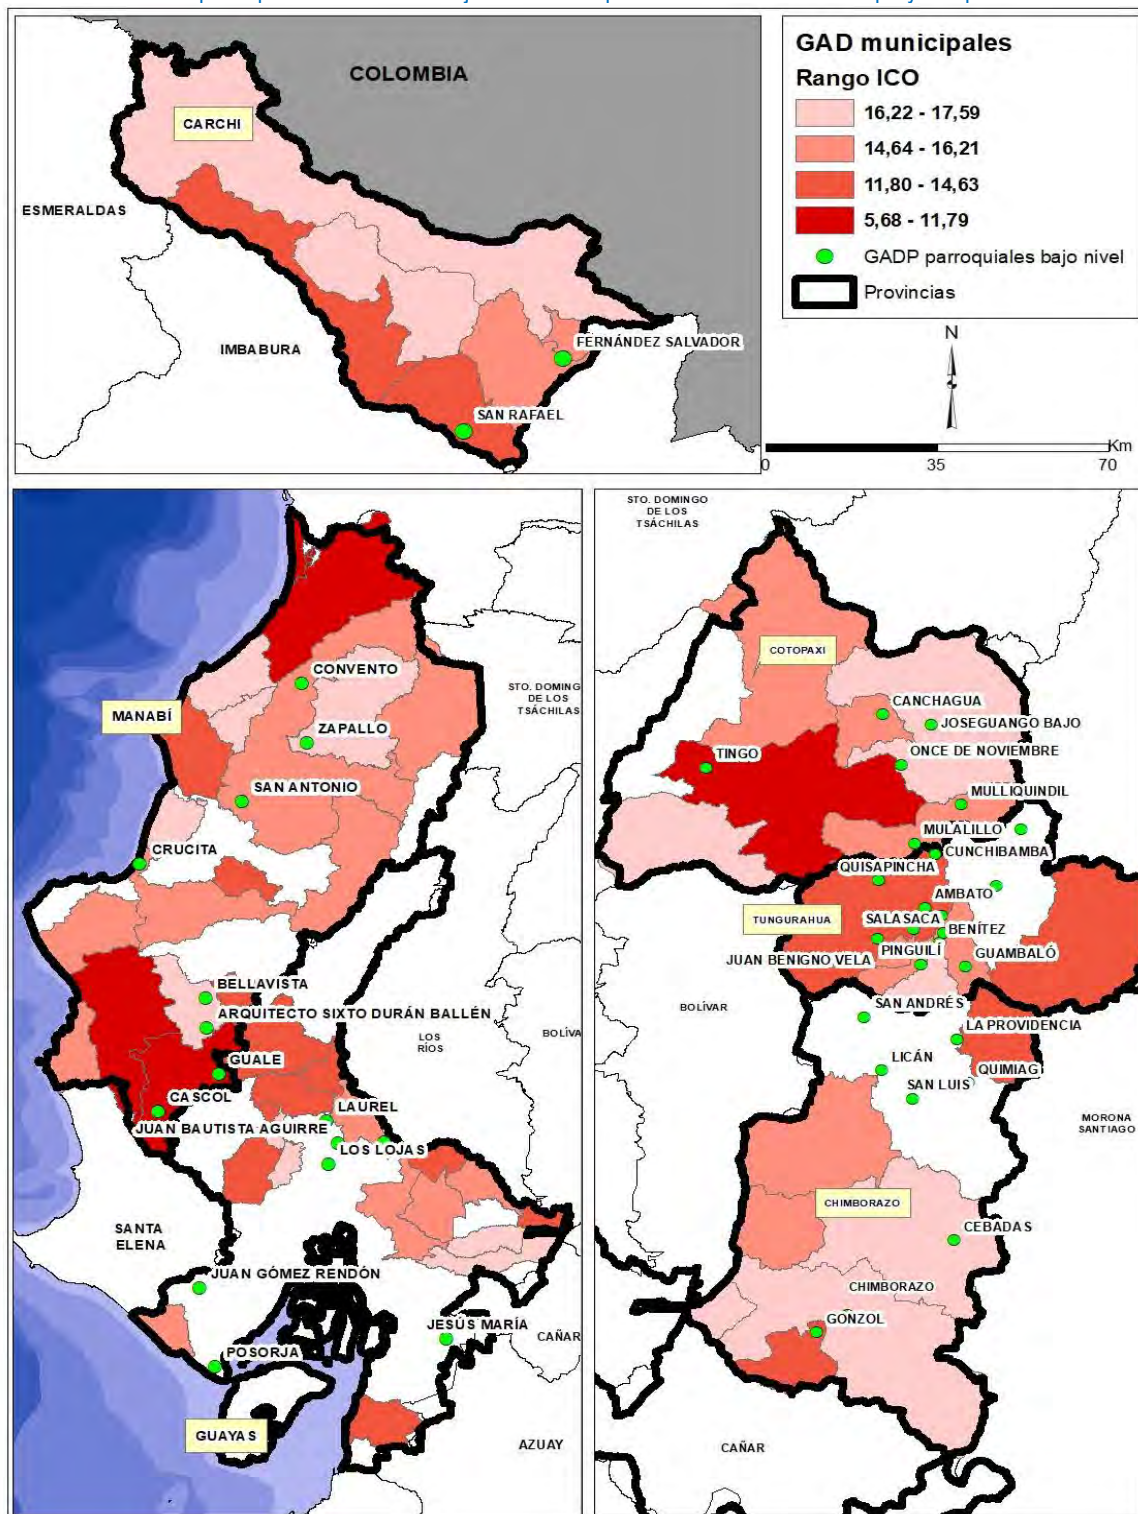 COLOMBIA
CARCHI
ESMERALDAS
IMBABURA
FERNÁNDEZ SALVADOR
SAN RAFAEL
GAD municipales
Rango ICO
16,22 - 17,59
14,64 - 16,21
11,80 - 14,63
5,68 - 11,79
GADP parroquiales bajo nivel
Provincias
N
Km
0 35 70
CONVENTO
MANABÍ
ZAPALLO
STO. DOMING
DE LOS
TSÁCHILAS
SAN ANTONIO
CRUCITA
BELLAVISTA
ARQUITECTO SIXTO DURÁN BALLÉN
LOS
RÍOS
BOLÍVA
GUALE
CASCOL
LAUREL
JUAN BAUTISTA AGUIRRE
LOS LOJAS
SANTA
ELENA
JUAN GÓMEZ RENDÓN
JESÚS MARÍA
CAÑAR
POSORJA
GUAYAS
AZUAY
STO. DOMINGO
DE LOS
TSÁCHILAS
COTOPAXI
CANCHAGUA
JOSEGUANGO BAJO
TINGO
ONCE DE NOVIEMBRE
MULLIQUINDIL
MULALILLO
CUNCHIBAMBA
QUISAPINCHA
AMBATO
TUNGURAHUA
SALASACA
BENÍTEZ
PINGUILÍ
JUAN BENIGNO VELA
GUAMBALÓ
BOLÍVAR
SAN ANDRÉS
LA PROVIDENCIA
LICÁN
QUIMIAG
SAN LUIS
MORONA
SANTIAGO
CHIMBORAZO
CEBADAS
CHIMBORAZO
GONZOL
CAÑAR